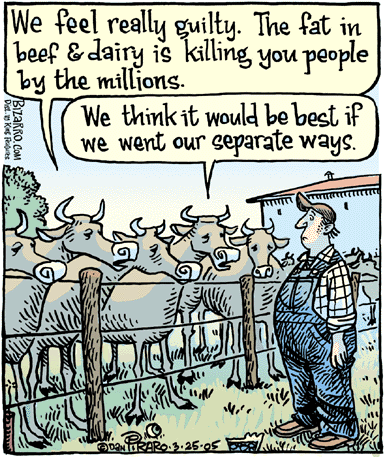 We feel really guilty. The fat in
beef & dairy is killing you people
by the millions.
We think it would be best if
we went our separate ways.
BIZARRO.COM
Dist. by King Features
©DAN PIRARO·3·25·05